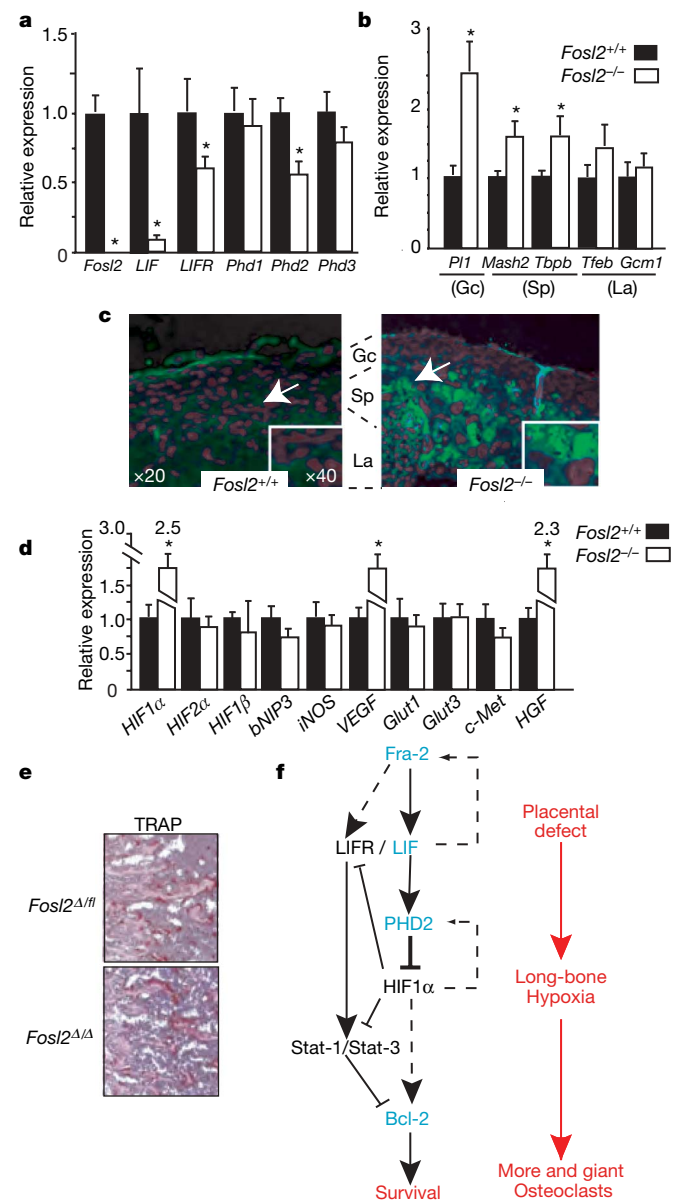 a
1.5
1.0
0.5
0
Relative expression
Fosl2 LIF LIFR Phd1 Phd2 Phd3
* * * *
b
3
2
1
0
Relative expression
Fosl2+/+
Fosl2–/–
* * *
Pl1 Mash2 Tbpb Tfeb Gcm1
(Gc) (Sp) (La)
c
Gc
Sp
La
×20 Fosl2+/+ ×40
Fosl2–/–
d
3.0
1.5
1.0
0.5
0
Relative expression
2.5 2.3
* * *
Fosl2+/+
Fosl2–/–
HIF1α HIF2α HIF1β bNIP3 iNOS VEGF Glut1 Glut3 c-Met HGF
e
TRAP
Fosl2Δ/fl
Fosl2Δ/Δ
f
Fra-2
LIFR / LIF
PHD2
HIF1α
Stat-1/Stat-3
Bcl-2
Survival
Placental
defect
Long-bone
Hypoxia
More and giant
Osteoclasts